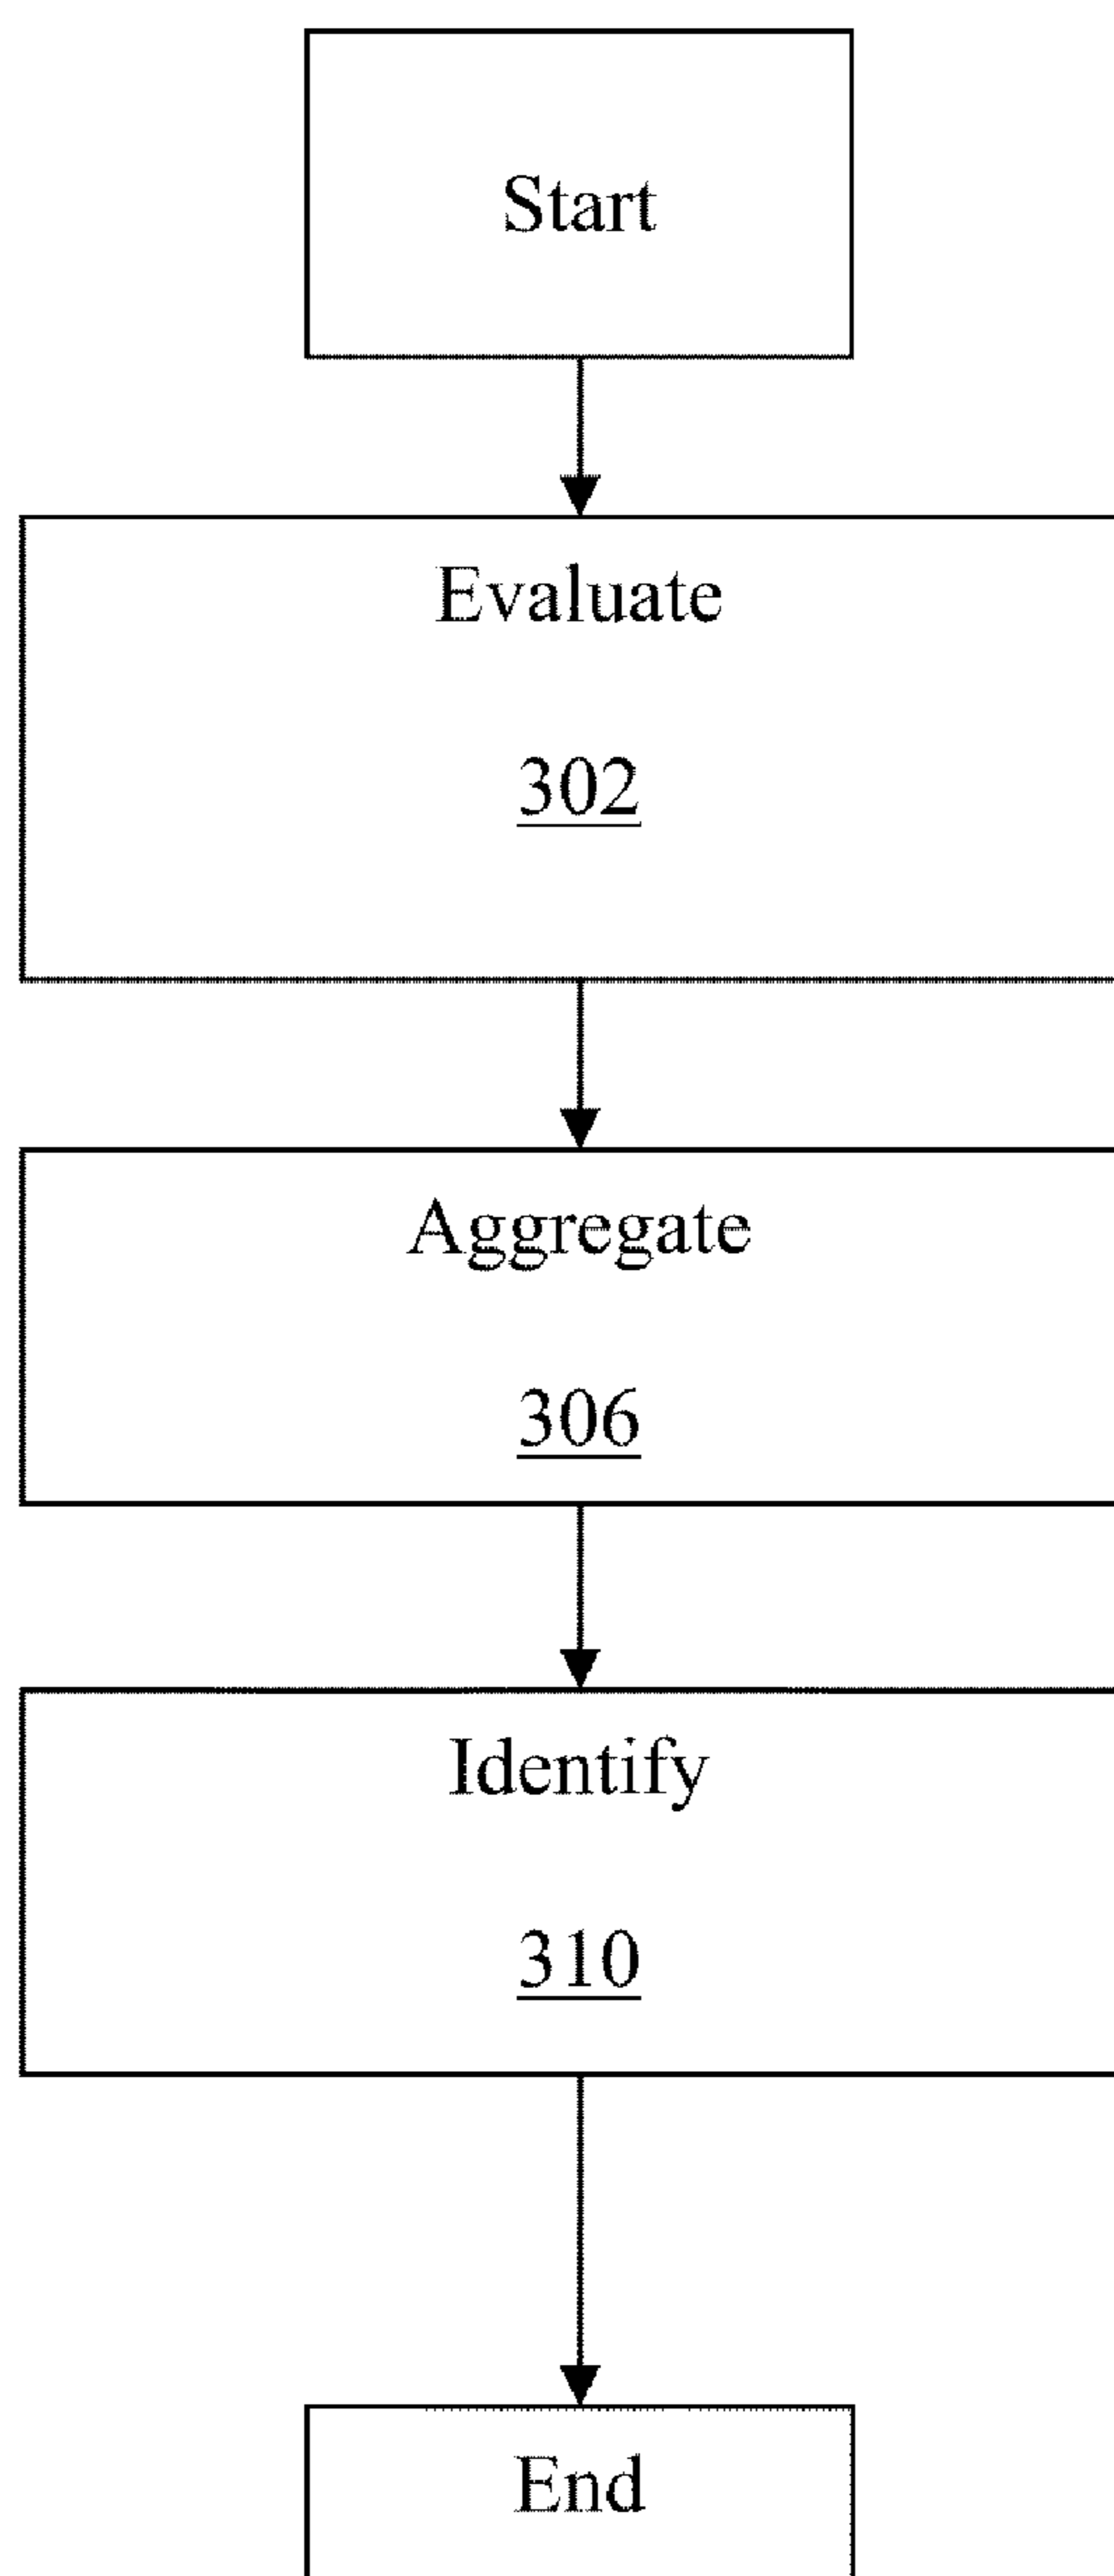 Start
Evaluate
302
Aggregate
306
Identify
310
End